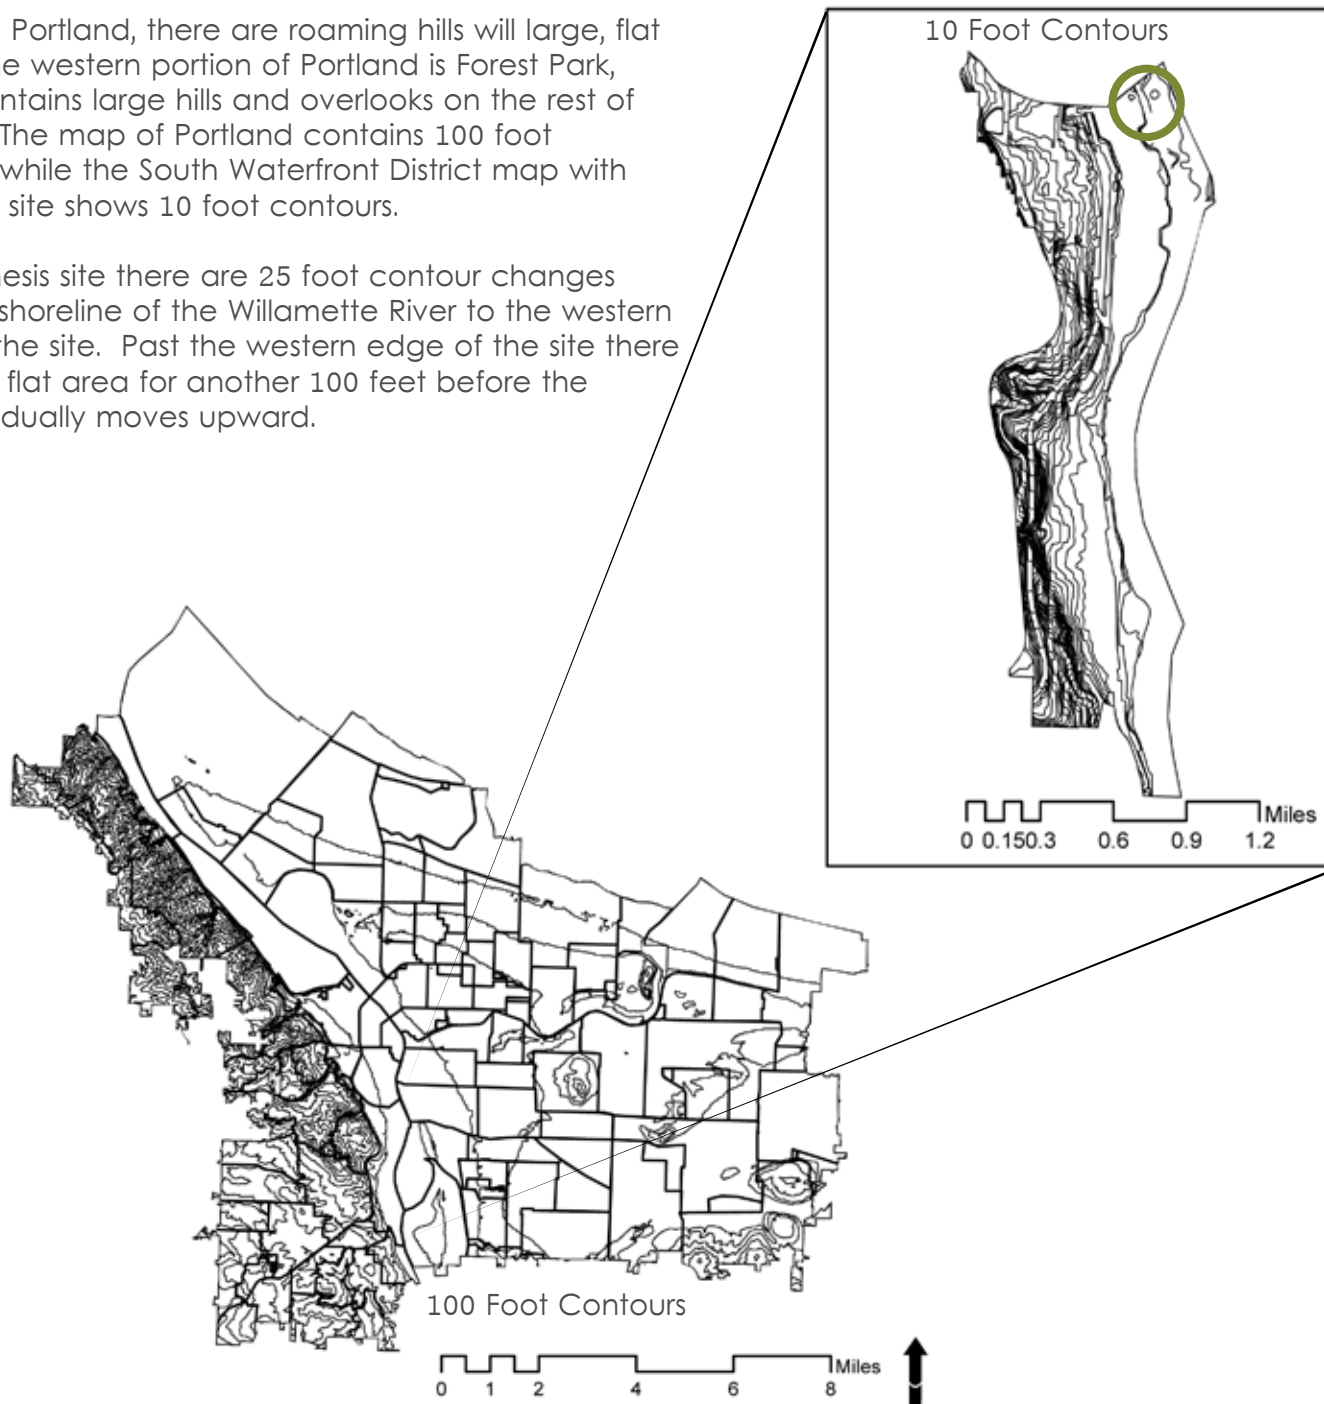 Portland, there are roaming hills will large, flat
western portion of Portland is Forest Park,
large hills and overlooks on the rest of
The map of Portland contains 100 foot
while the South Waterfront District map with
site shows 10 foot contours.
site there are 25 foot contour changes
shoreline of the Willamette River to the western
the site. Past the western edge of the site there
flat area for another 100 feet before the
moves upward.
10 Foot Contours
Miles
0 0.150.3 0.6 0.9 1.2
100 Foot Contours
Miles
0 1 2 4 6 8